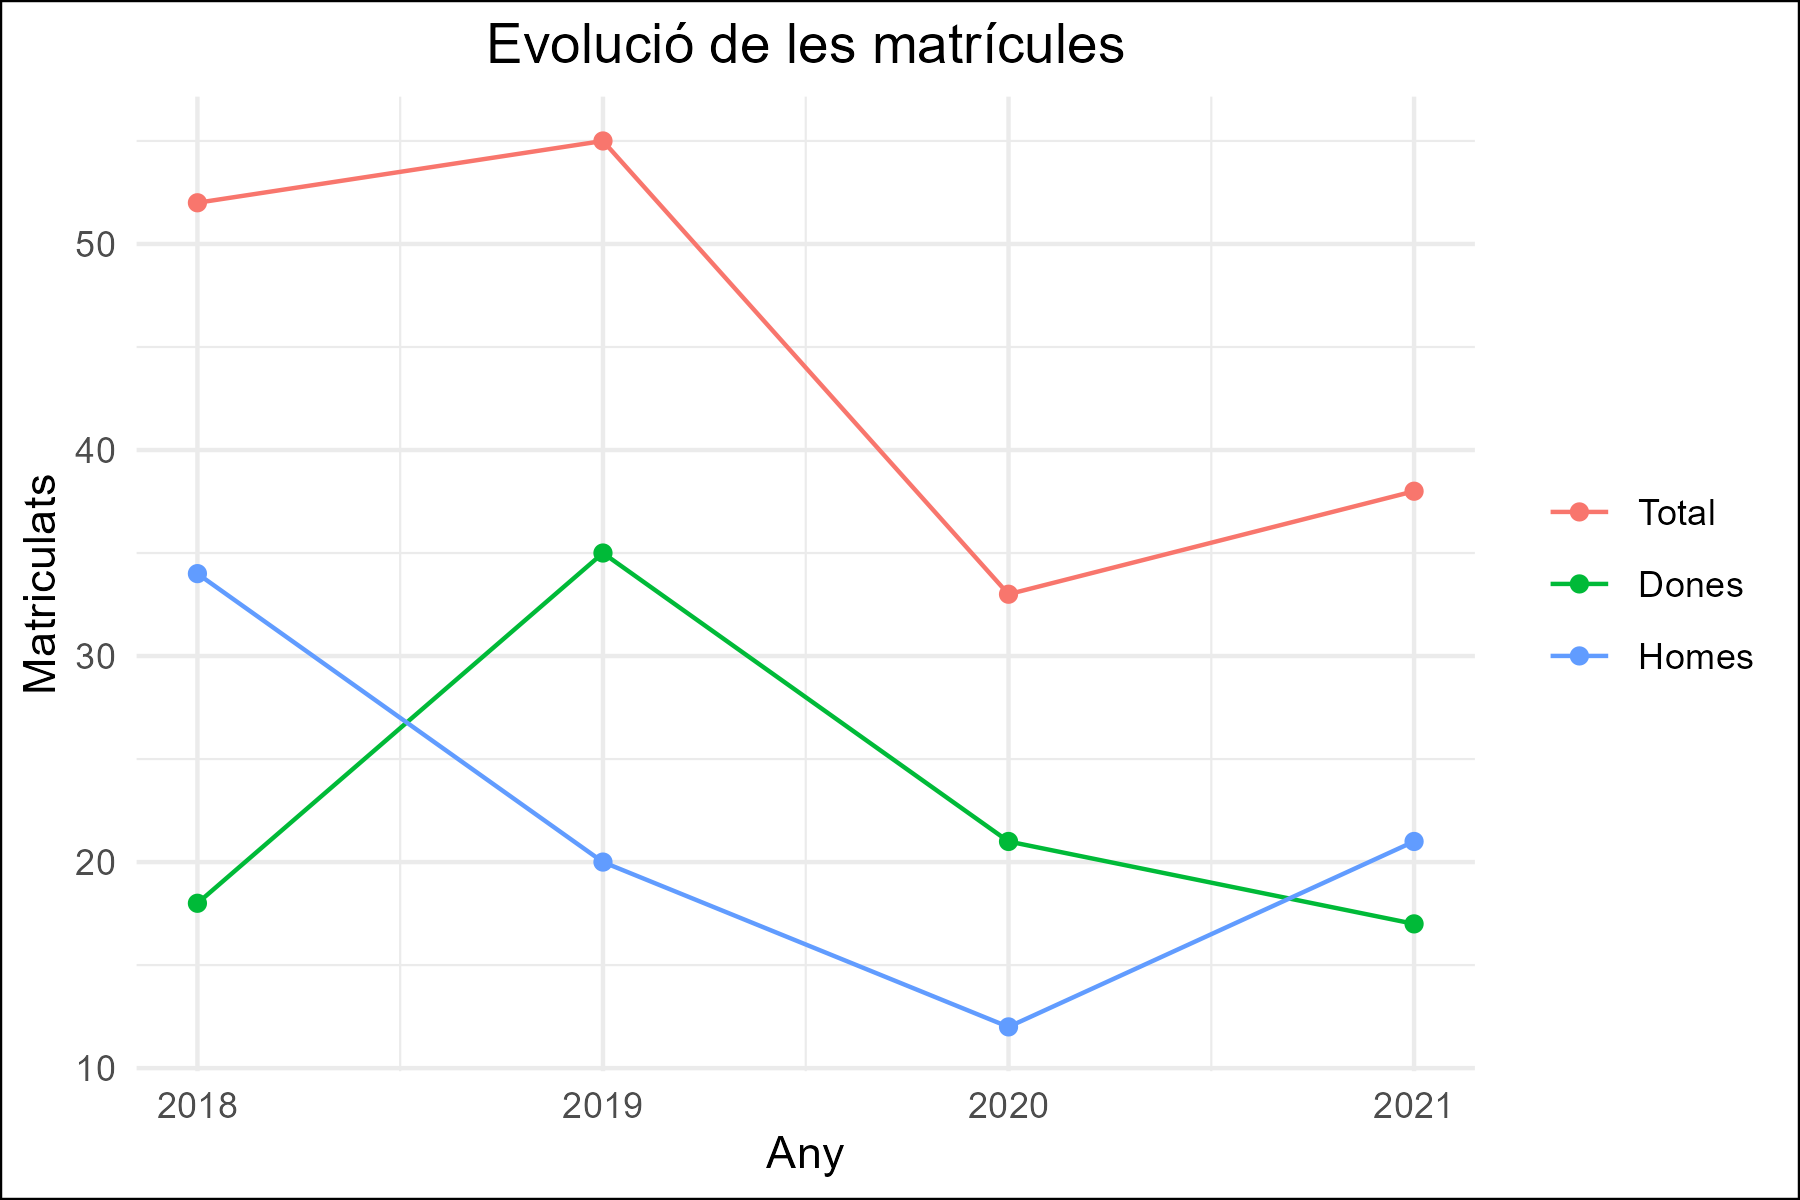 Evolució de les matrícules
Matriculats
50
40
30
20
10
2018 2019 2020 2021
Any
Total
Dones
Homes